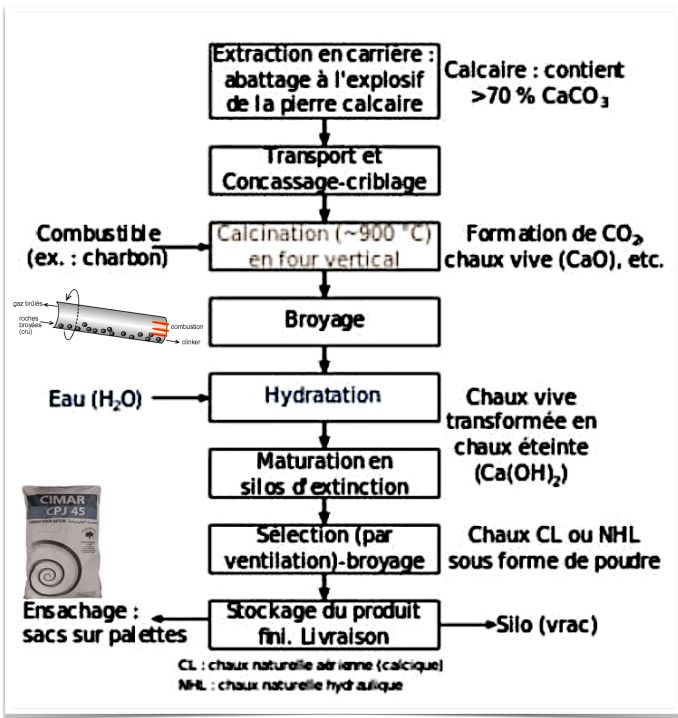 Extraction en carrière :
abattage à l'explosif
de la pierre calcaire
Calcaire : contient
>70 % CaCO₃
Transport et
Concassage-criblage
Combustible
(ex. : charbon)
Calcination (~900 °C)
en four vertical
Formation de CO₂,
chaux vive (CaO), etc.
gaz brûlés
roches
broyées
(cru)
combustion
clinker
Broyage
Eau (H₂O)
Hydratation
Chaux vive
transformée en
chaux éteinte
(Ca(OH)₂)
Maturation en
silos d'extinction
CIMAR
CPJ 45
CIMENT POUR BETON
Sélection (par
ventilation)-broyage
Chaux CL ou NHL
sous forme de poudre
Ensachage :
sacs sur palettes
Stockage du produit
fini. Livraison
Silo (vrac)
CL : chaux naturelle aérienne (calcique)
NHL : chaux naturelle hydraulique